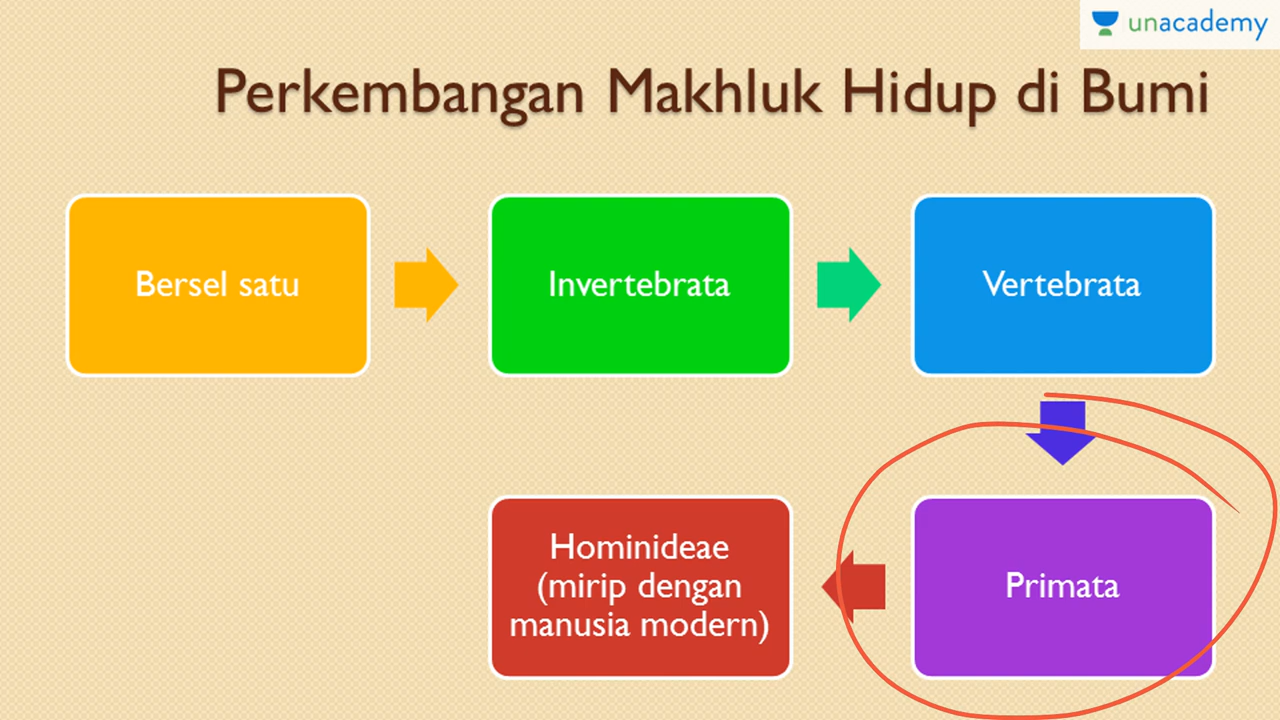 unacademy
Perkembangan Makhluk Hidup di Bumi
Bersel satu
Invertebrata
Vertebrata
Primata
Hominideae
(mirip dengan
manusia modern)